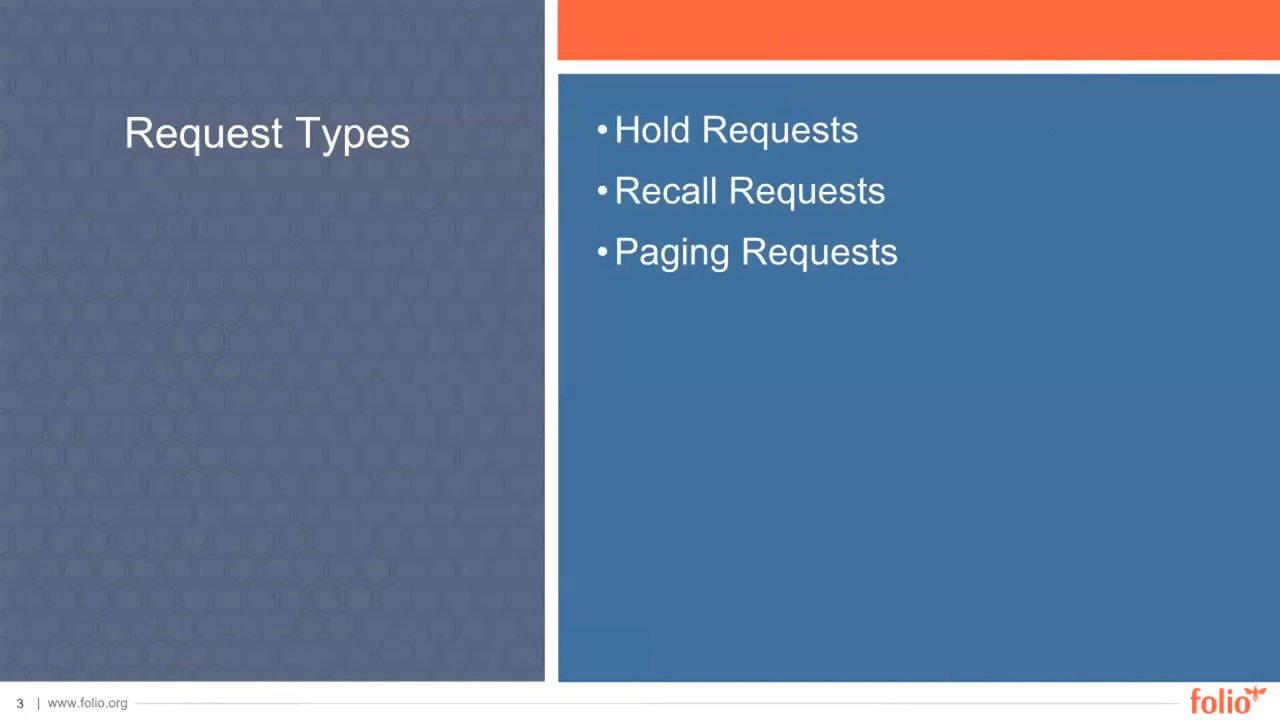 Request Types
• Hold Requests
• Recall Requests
• Paging Requests
3 | www.folio.org
folio